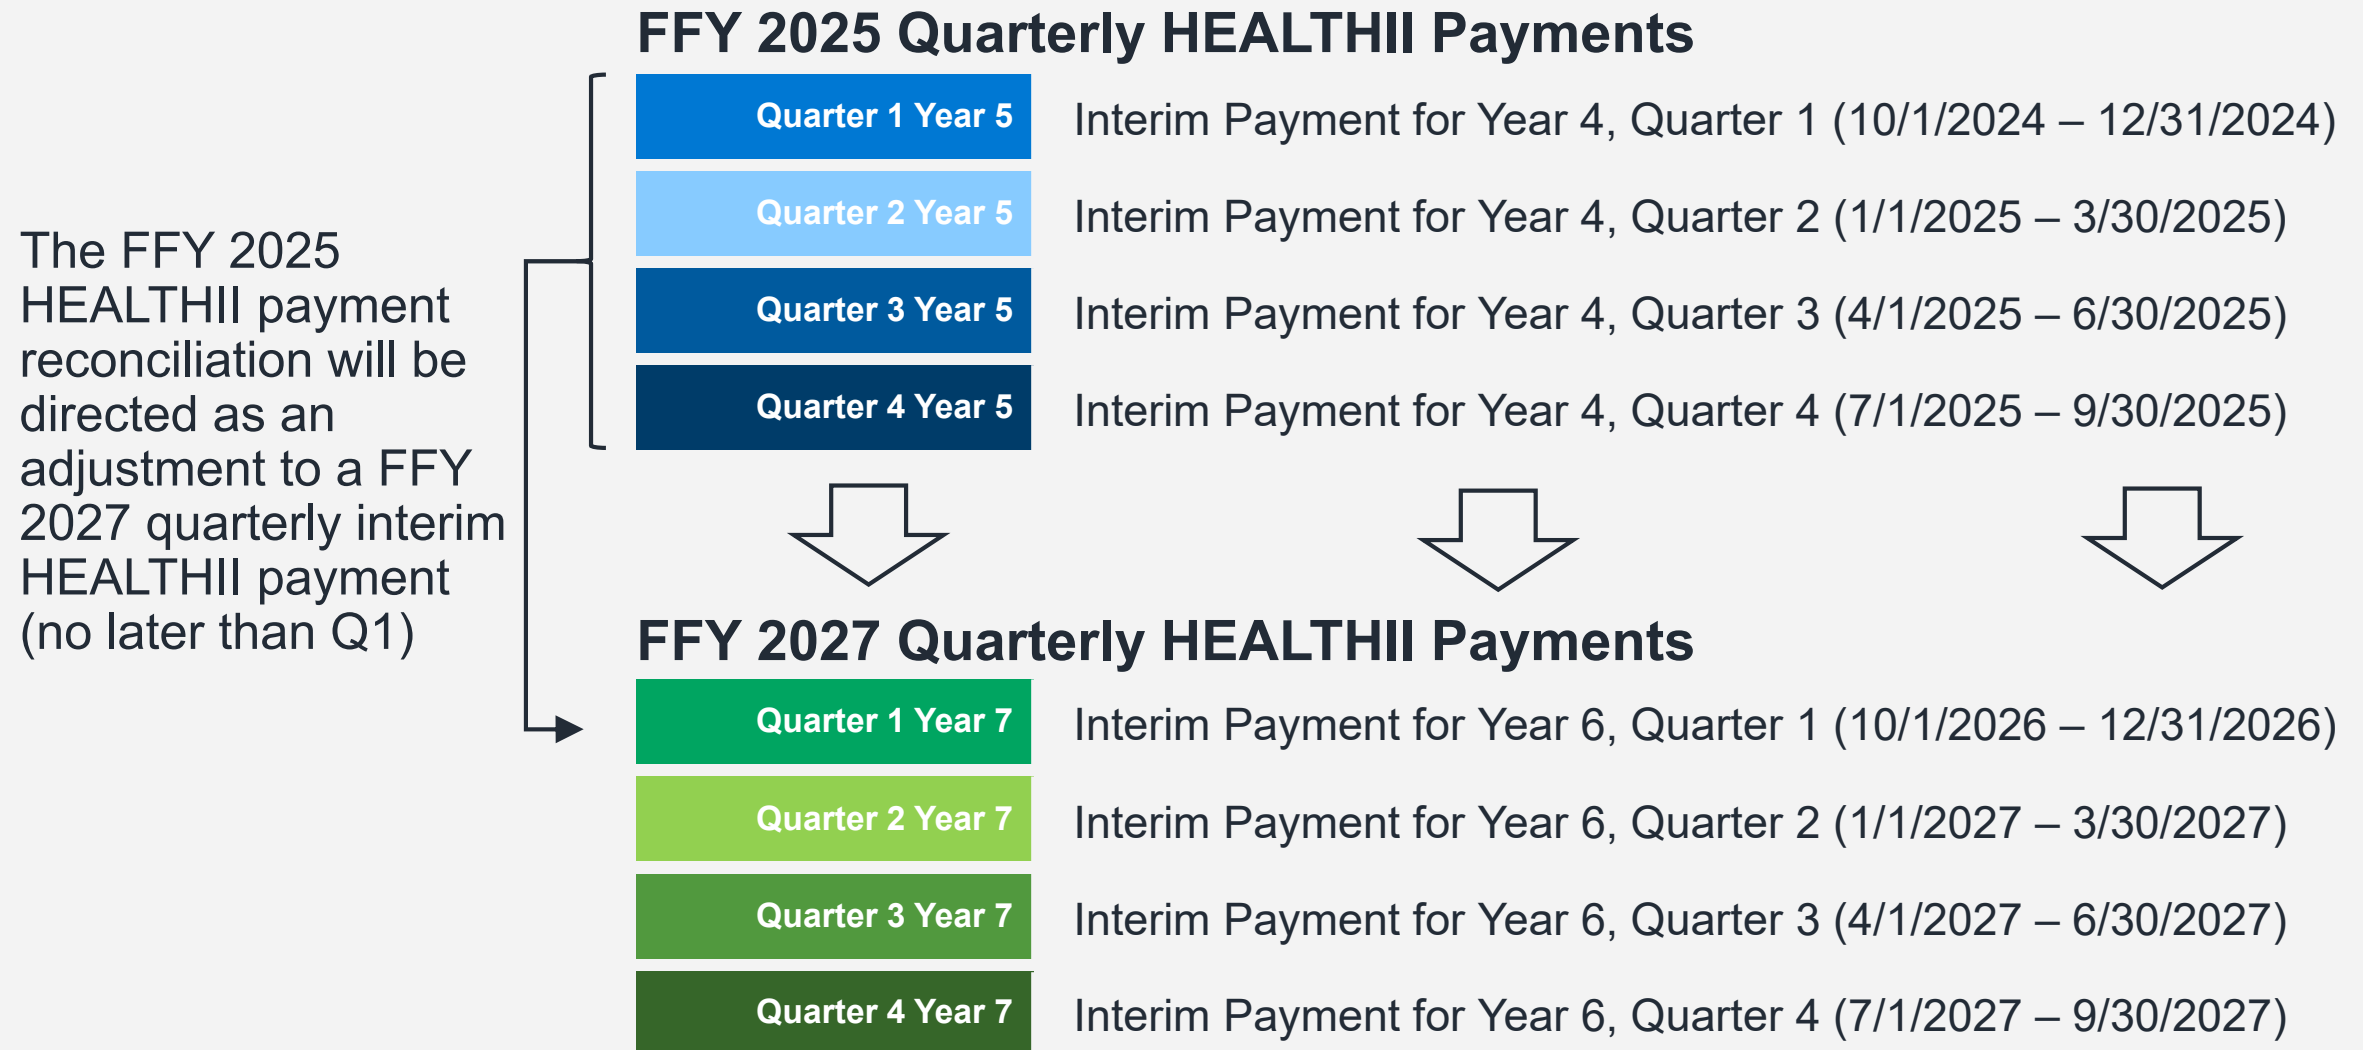 FFY 2025 Quarterly HEALTHII Payments
Quarter 1 Year 5 Interim Payment for Year 4, Quarter 1 (10/1/2024 – 12/31/2024)
Quarter 2 Year 5 Interim Payment for Year 4, Quarter 2 (1/1/2025 – 3/30/2025)
Quarter 3 Year 5 Interim Payment for Year 4, Quarter 3 (4/1/2025 – 6/30/2025)
Quarter 4 Year 5 Interim Payment for Year 4, Quarter 4 (7/1/2025 – 9/30/2025)
The FFY 2025
HEALTHII payment
reconciliation will be
directed as an
adjustment to a FFY
2027 quarterly interim
HEALTHII payment
(no later than Q1)
FFY 2027 Quarterly HEALTHII Payments
Quarter 1 Year 7 Interim Payment for Year 6, Quarter 1 (10/1/2026 – 12/31/2026)
Quarter 2 Year 7 Interim Payment for Year 6, Quarter 2 (1/1/2027 – 3/30/2027)
Quarter 3 Year 7 Interim Payment for Year 6, Quarter 3 (4/1/2027 – 6/30/2027)
Quarter 4 Year 7 Interim Payment for Year 6, Quarter 4 (7/1/2027 – 9/30/2027)